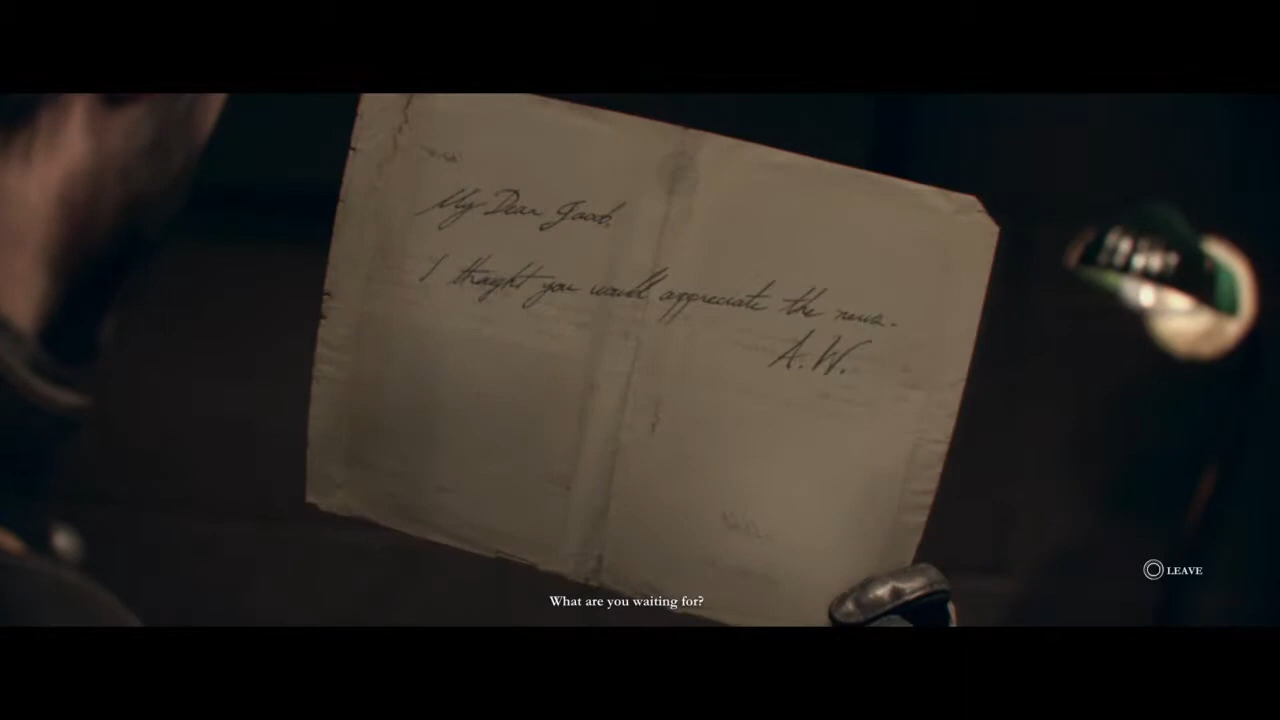 My Dear Jacob,
I thought you would appreciate the news.
A.W.
What are you waiting for?
LEAVE